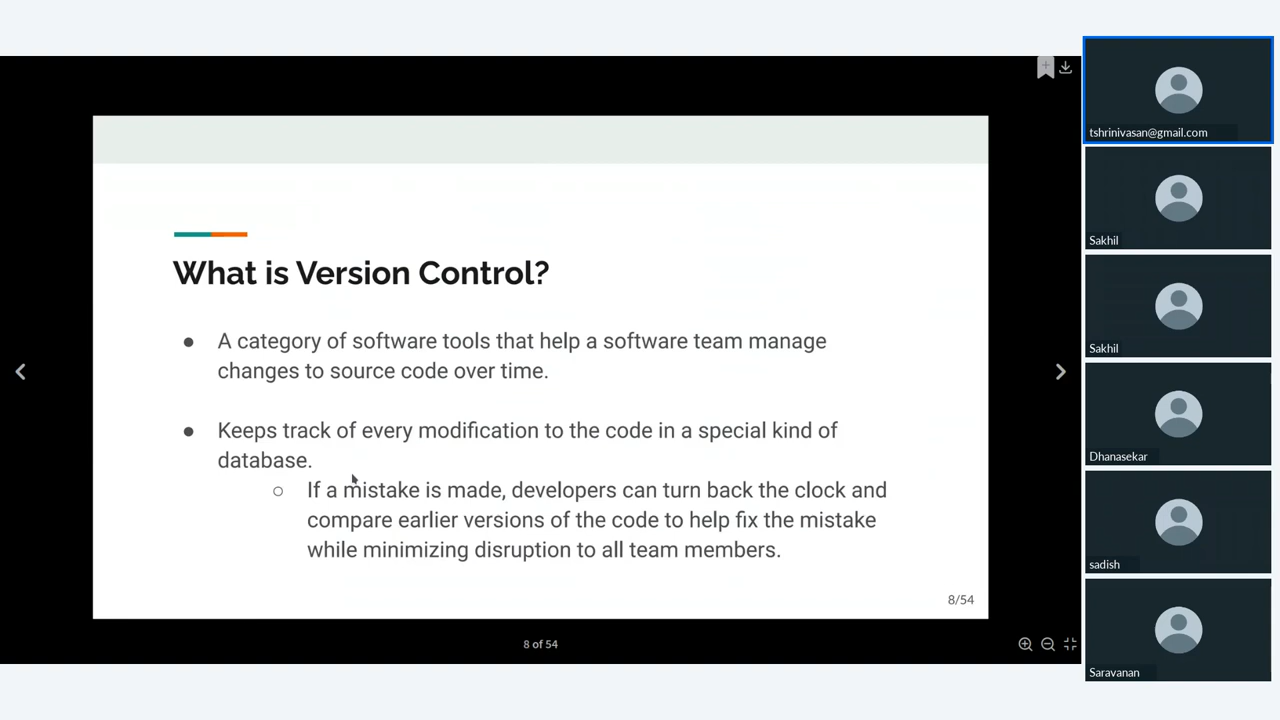 What is Version Control?
● A category of software tools that help a software team manage
changes to source code over time.
● Keeps track of every modification to the code in a special kind of
database.
○ If a mistake is made, developers can turn back the clock and
compare earlier versions of the code to help fix the mistake
while minimizing disruption to all team members.
8/54
8 of 54
tshrinivasan@gmail.com
Sakhil
Sakhil
Dhanasekar
sadish
Saravanan